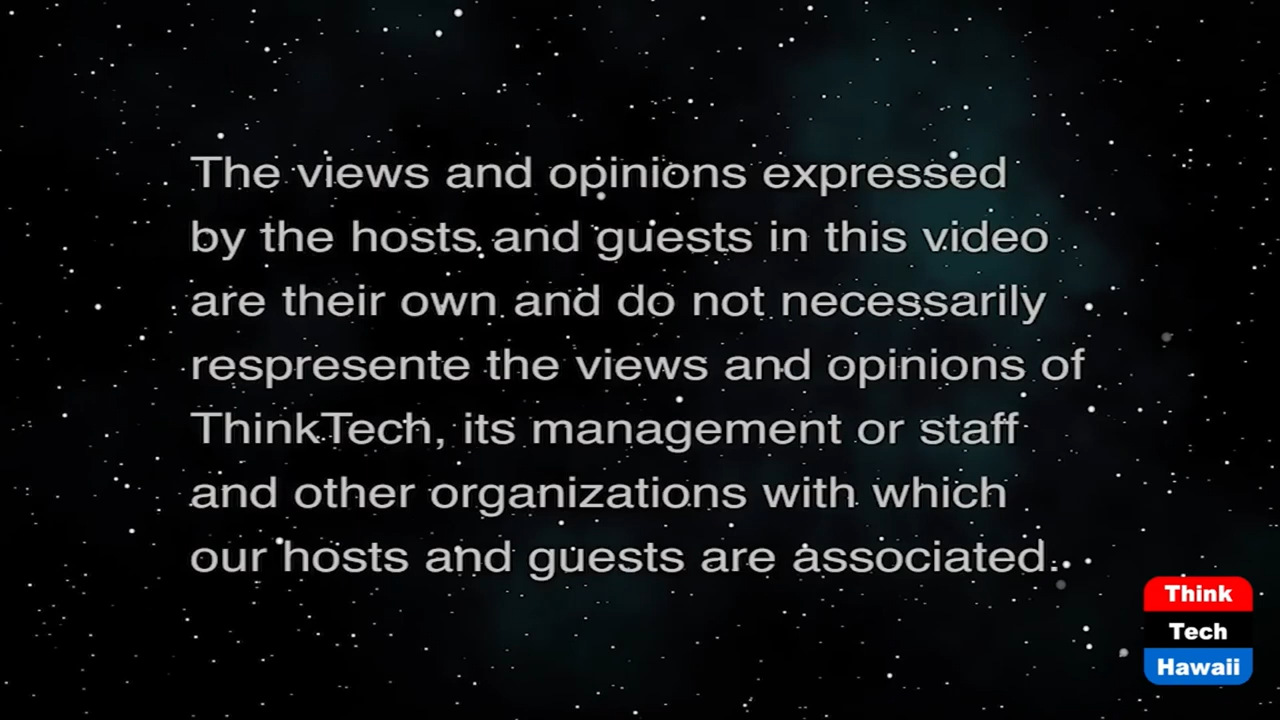 The views and opinions expressed
by the hosts and guests in this video
are their own and do not necessarily
respresente the views and opinions of
ThinkTech, its management or staff
and other organizations with which
our hosts and guests are associated.
Think
Tech
Hawaii